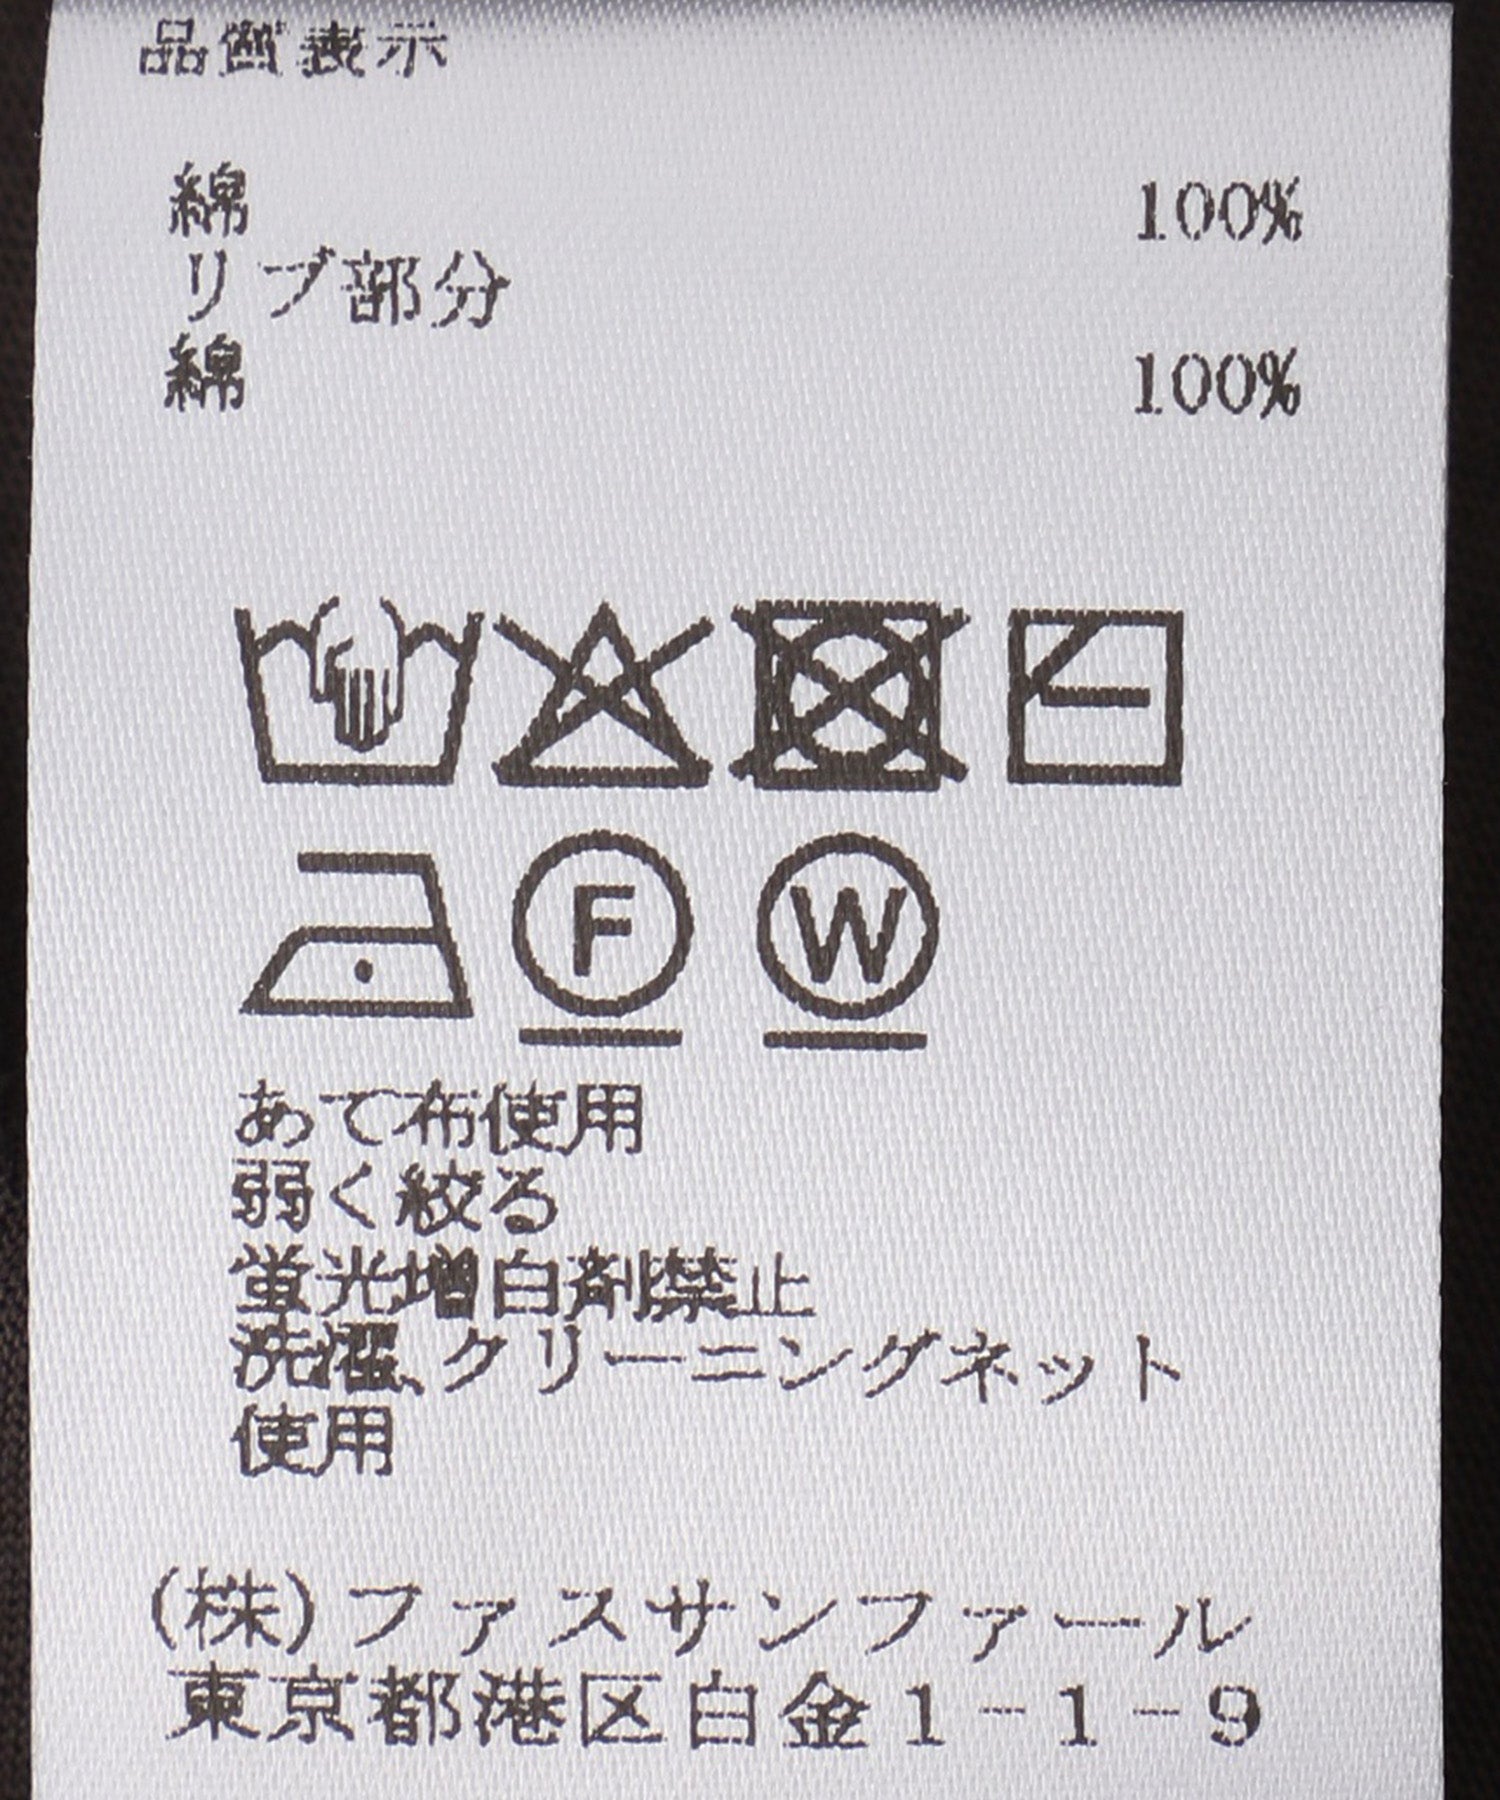 品質表示
綿 100%
リブ部分
綿 100%
F W
あて布使用
弱く絞る
蛍光増白剤禁止
洗濯、クリーニングネット
使用
(株)ファスサンファール
東京都港区白金1-1-9